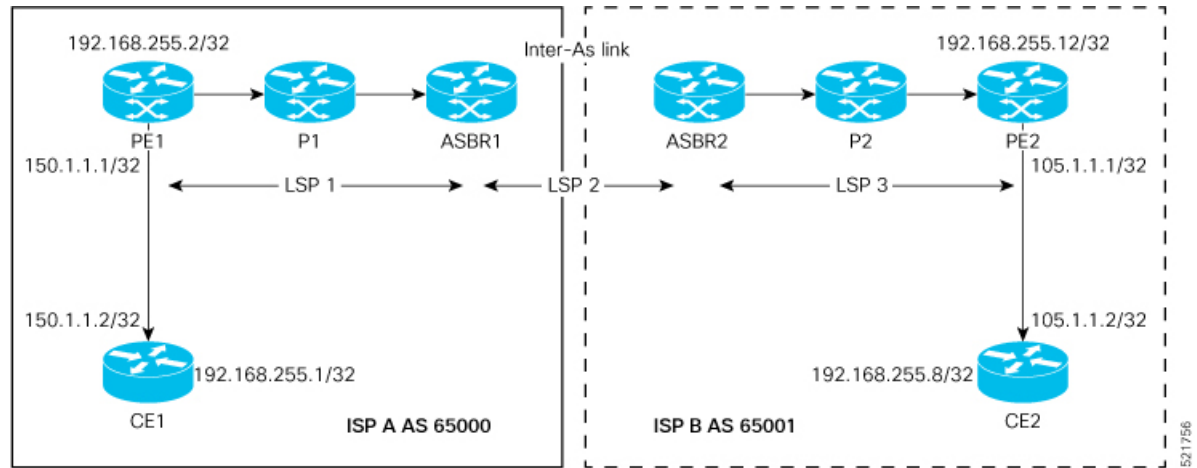 192.168.255.2/32
Inter-As link
192.168.255.12/32
PE1
P1
ASBR1
ASBR2
P2
PE2
150.1.1.1/32
105.1.1.1/32
LSP 1
LSP 2
LSP 3
150.1.1.2/32
105.1.1.2/32
192.168.255.1/32
192.168.255.8/32
CE1
ISP A AS 65000
ISP B AS 65001
CE2
521756